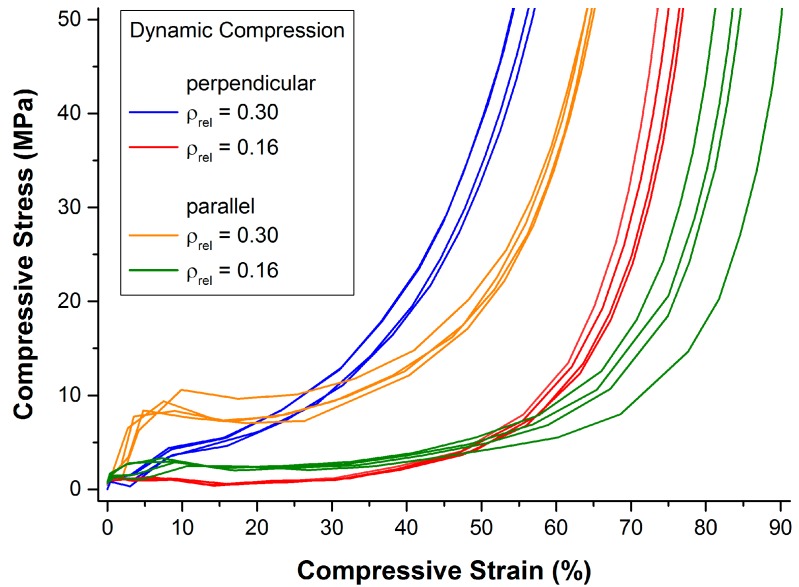 Dynamic Compression
perpendicular
ρrel = 0.30
ρrel = 0.16
parallel
ρrel = 0.30
ρrel = 0.16
Compressive Stress (MPa)
50
40
30
20
10
0
0 10 20 30 40 50 60 70 80 90
Compressive Strain (%)